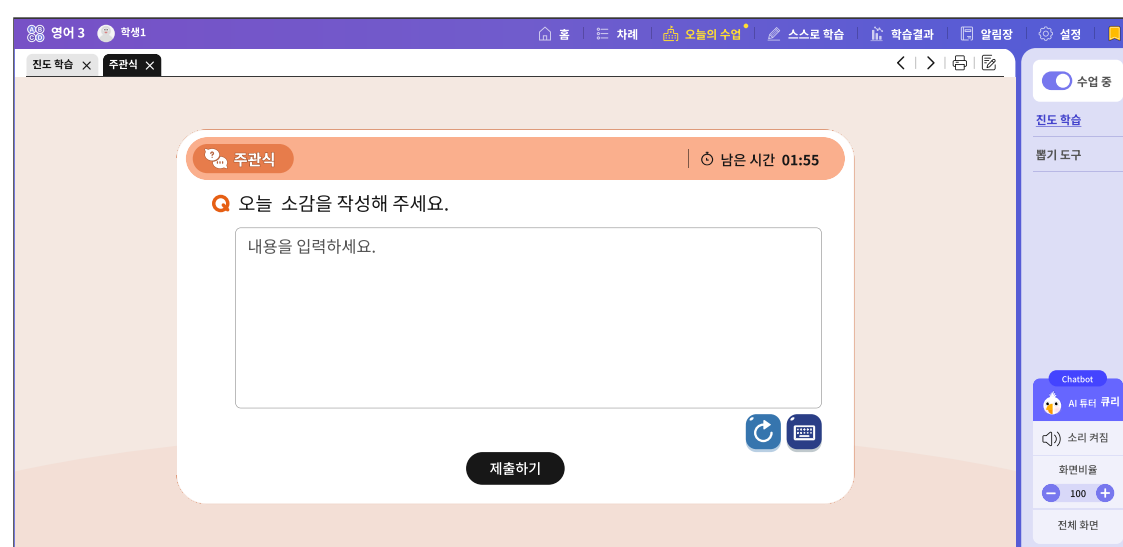 영어 3 학생1 홈 차례 오늘의 수업 스스로 학습 학습결과 알림장 설정
진도 학습 주관식
수업 중
진도 학습
뽑기 도구
주관식 남은 시간 01:55
Q 오늘 소감을 작성해 주세요.
내용을 입력하세요.
제출하기
Chatbot
AI 튜터 큐리
소리 켜짐
화면비율
100
전체 화면